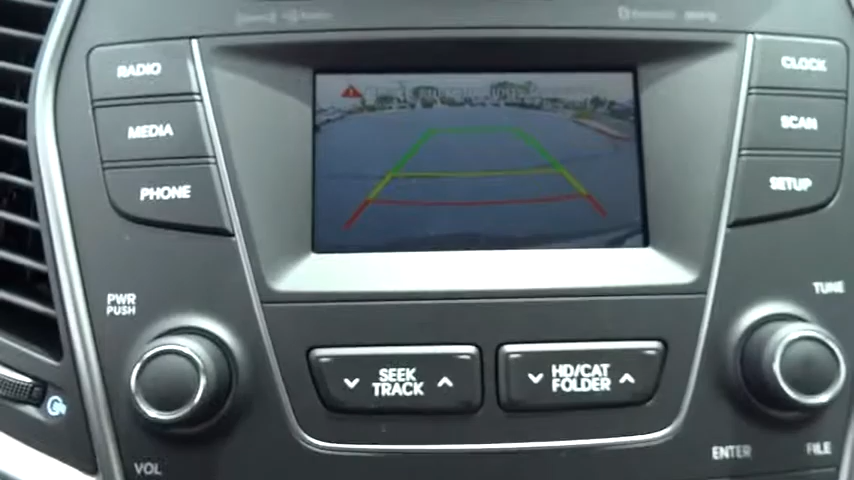 RADIO
MEDIA
PHONE
CLOCK
SCAN
SETUP
PWR
PUSH
VOL
SEEK
TRACK
HD/CAT
FOLDER
TUNE
ENTER
FILE